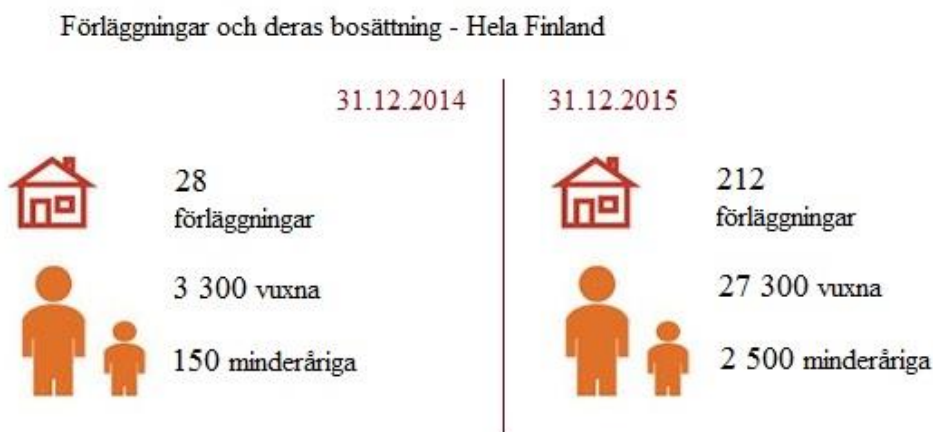 Förläggningar och deras bosättning - Hela Finland
31.12.2014
28
förläggningar
3 300 vuxna
150 minderåriga
31.12.2015
212
förläggningar
27 300 vuxna
2 500 minderåriga